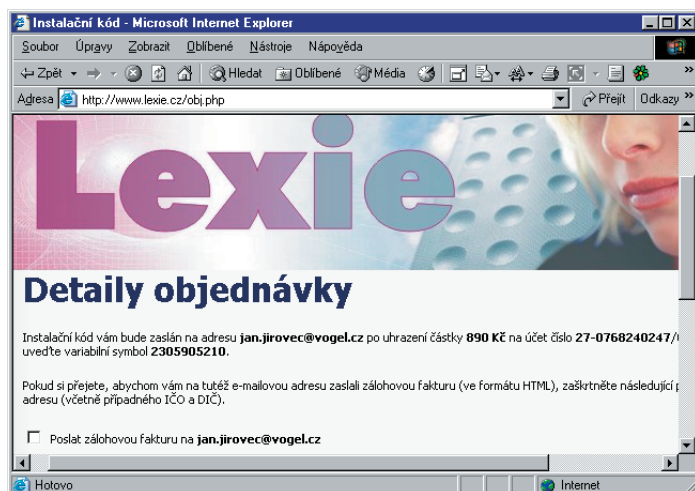 Instalační kód - Microsoft Internet Explorer
Soubor Úpravy Zobrazit Oblíbené Nástroje Nápověda
Zpět Hledat Oblíbené Média »
Adresa http://www.lexie.cz/obj.php Přejít Odkazy »
Lexie
Detaily objednávky
Instalační kód vám bude zaslán na adresu jan.jirovec@vogel.cz po uhrazení částky 890 Kč na účet číslo 27-0768240247/
uveďte variabilní symbol 2305905210.
Pokud si přejete, abychom vám na tutéž e-mailovou adresu zaslali zálohovou fakturu (ve formátu HTML), zaškrtněte následující
adresu (včetně případného IČO a DIČ).
Poslat zálohovou fakturu na jan.jirovec@vogel.cz
Hotovo Internet